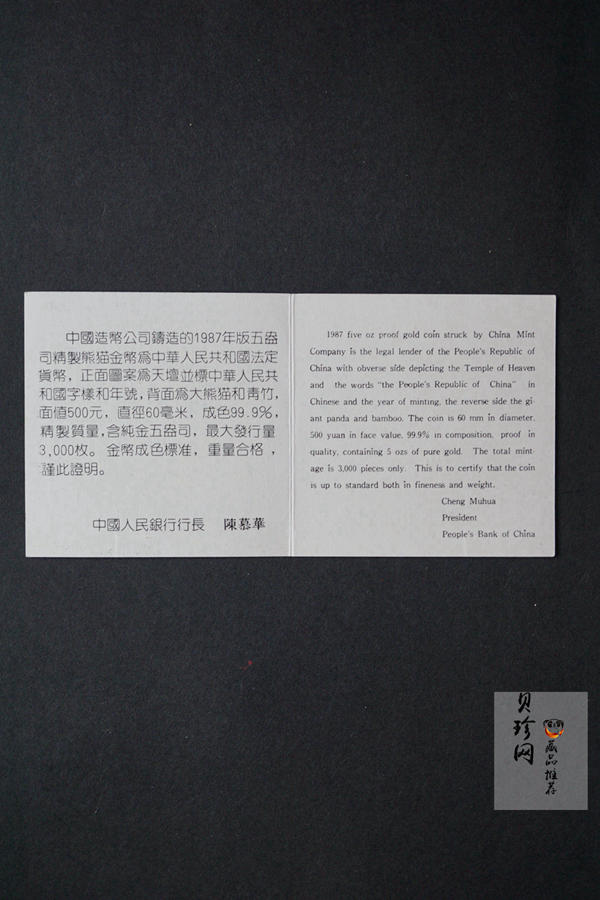 中國造幣公司鑄造的1987年版五盎
司精製熊猫金幣為中華人民共和國法定
貨幣，正面圖案為天壇並標中華人民共
和國字樣和年號，背面為大熊猫和青竹，
面值500元，直徑60毫米，成色99.9%，
精製質量，含純金五盎司，最大發行量
3,000枚。金幣成色標准，重量合格，
謹此證明。
中國人民銀行行長 陳慕華
1987 five oz proof gold coin struck by China Mint
Company is the legal lender of the People's Republic of
China with obverse side depicting the Temple of Heaven
and the words "the People's Republic of China" in
Chinese and the year of minting, the reverse side the gi-
ant panda and bamboo. The coin is 60 mm in diameter,
500 yuan in face value, 99.9% in composition, proof in
quality, containing 5 ozs of pure gold. The total mint-
age is 3,000 pieces only. This is to certify that the coin
is up to standard both in fineness and weight.
Cheng Muhua
President
People's Bank of China
贝珍网
藏品推荐